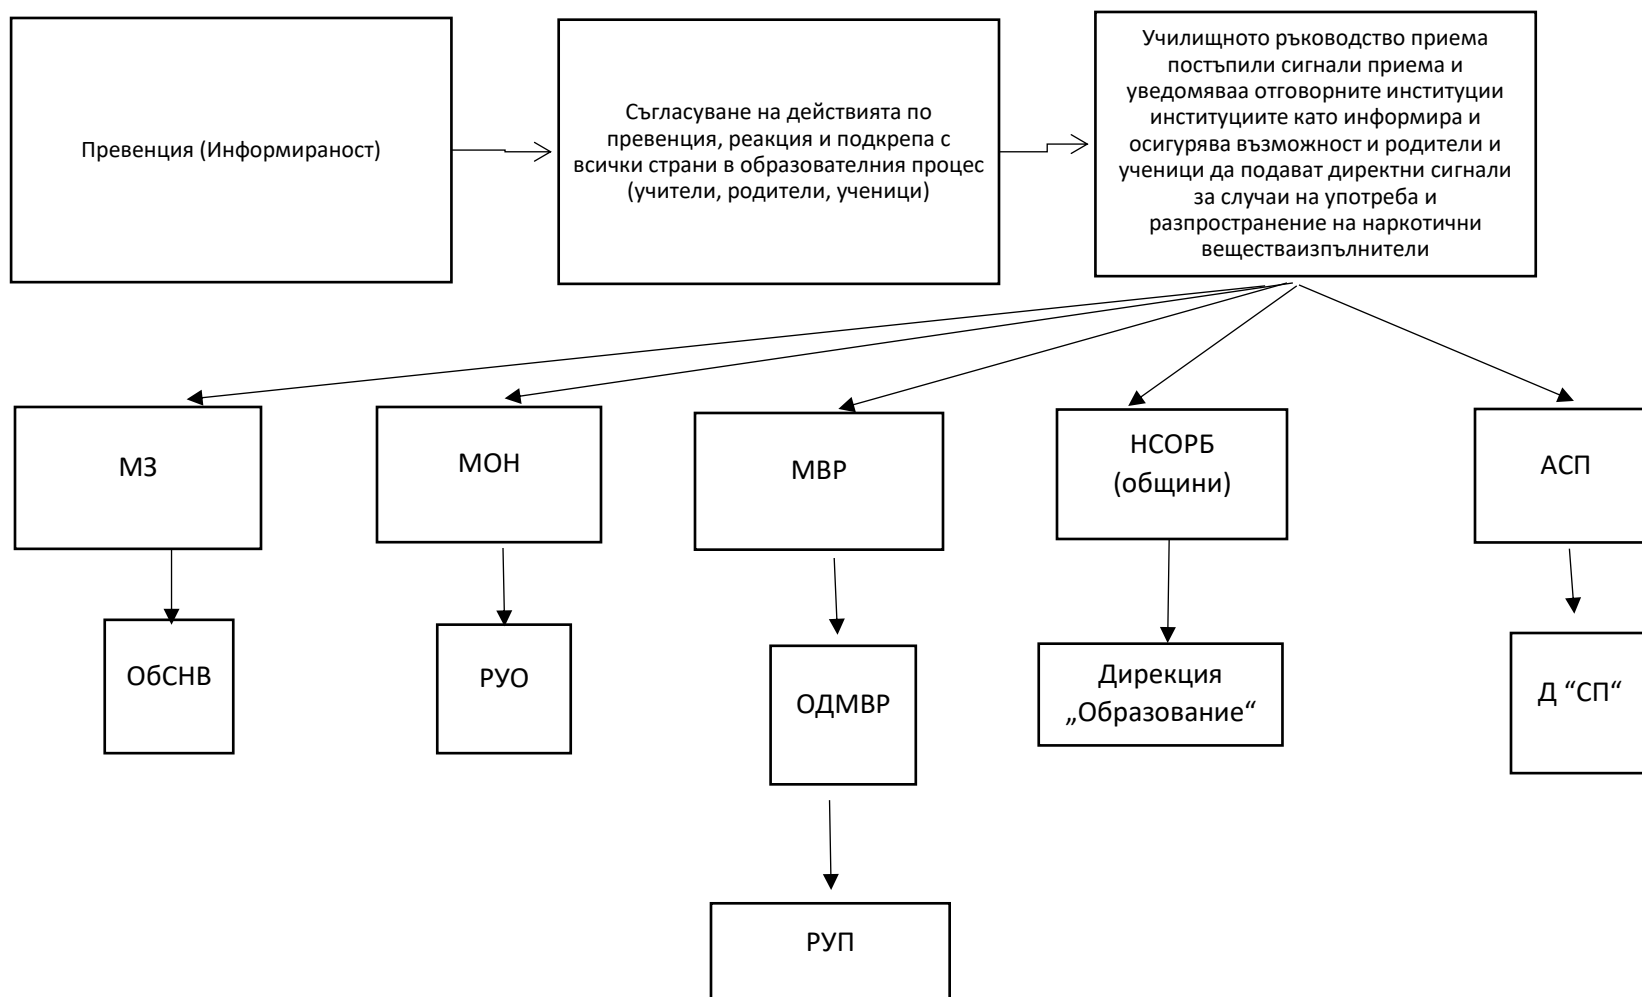 Превенция (Информираност)
Съгласуване на действията по
превенция, реакция и подкрепа с
всички страни в образователния процес
(учители, родители, ученици)
Училищното ръководство приема
постъпили сигнали приема и
уведомяваа отговорните институции
институциите като информира и
осигурява възможност и родители и
ученици да подават директни сигнали
за случаи на употреба и
разпространение на наркотични
веществаизпълнители
МЗ
МОН
МВР
НСОРБ
(общини)
АСП
ОбСНВ
РУО
ОДМВР
Дирекция
„Образование“
Д “СП“
РУП